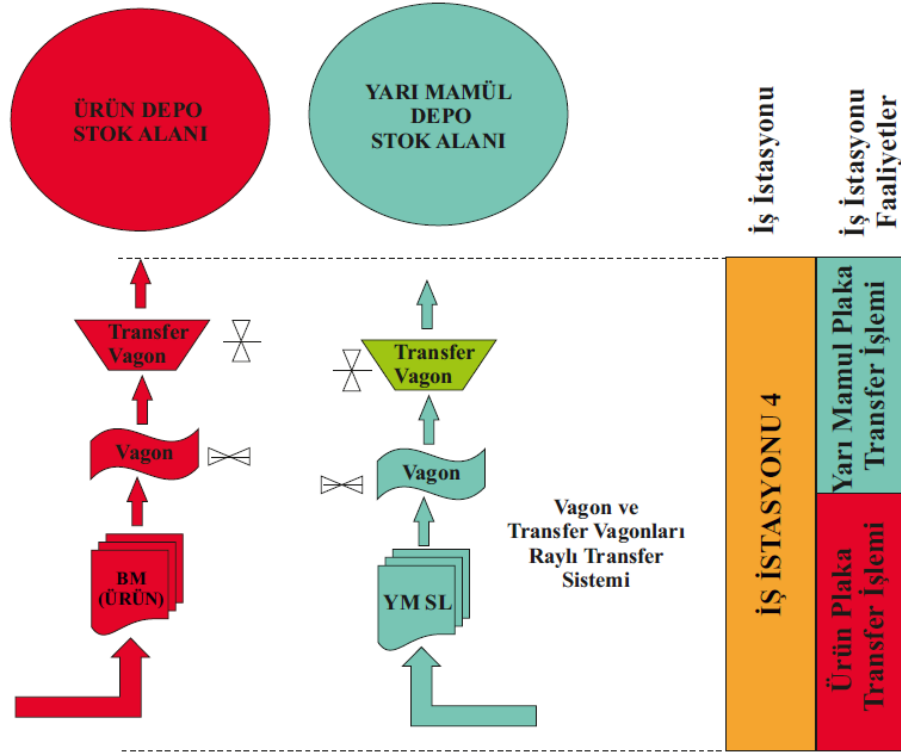 ÜRÜN DEPO
STOK ALANI
YARI MAMÜL
DEPO
STOK ALANI
İş İstasyonu
İş İstasyonu
Faaliyetler
Transfer
Vagon
Transfer
Vagon
Vagon
Vagon
BM
(ÜRÜN)
YM SL
Vagon ve
Transfer Vagonları
Raylı Transfer
Sistemi
İŞ İSTASYONU 4
Yarı Mamul Plaka
Transfer İşlemi
Ürün Plaka
Transfer İşlemi